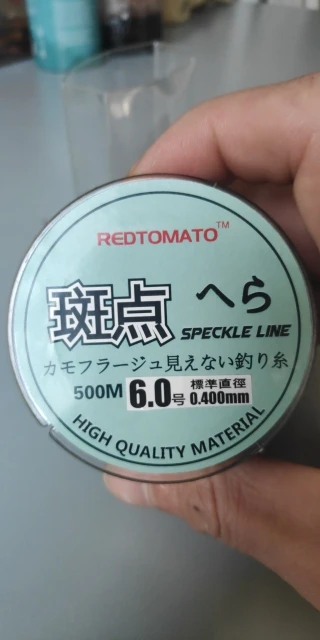 REDTOMATO™
斑点 へら
SPECKLE LINE
カモフラージュ見えない釣り糸
500M 6.0号 標準直徑 0.400mm
HIGH QUALITY MATERIAL